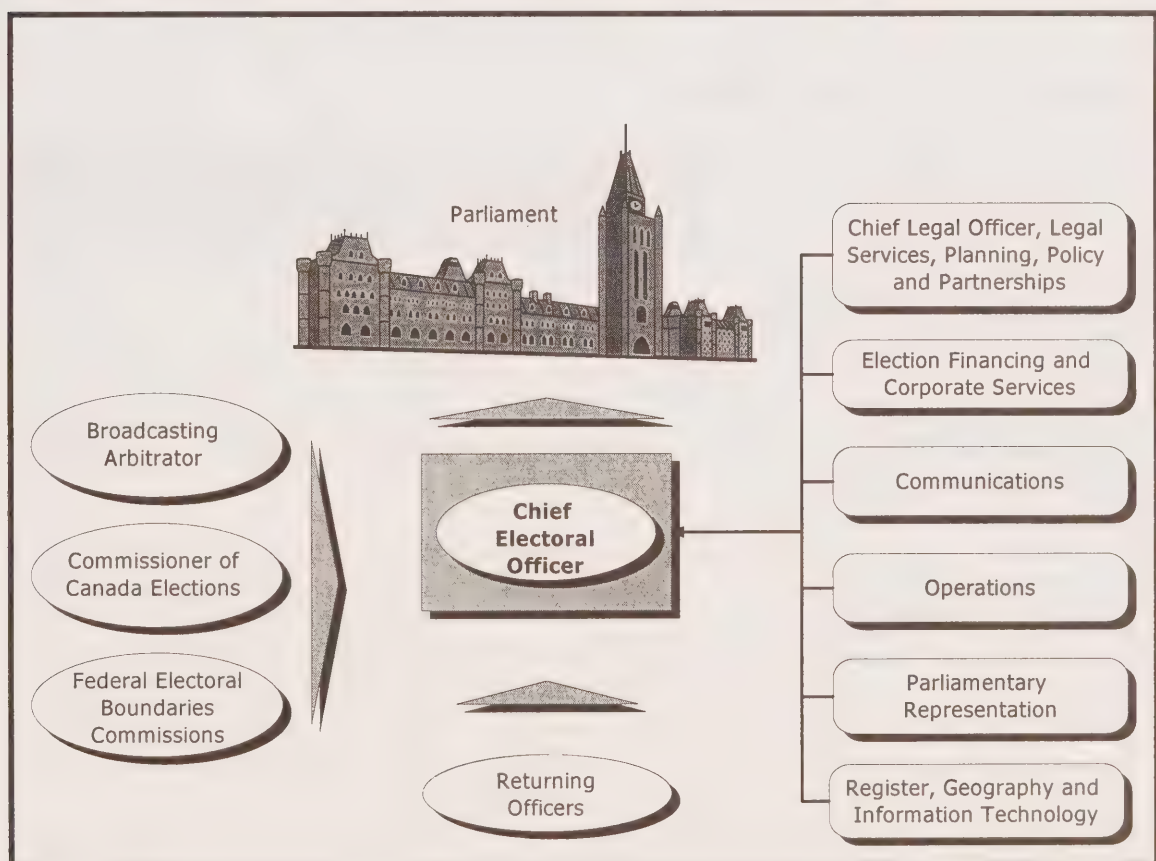 Parliament
Broadcasting
Arbitrator
Commissioner of
Canada Elections
Federal Electoral
Boundaries
Commissions
Chief
Electoral
Officer
Returning
Officers
Chief Legal Officer, Legal
Services, Planning, Policy
and Partnerships
Election Financing and
Corporate Services
Communications
Operations
Parliamentary
Representation
Register, Geography and
Information Technology